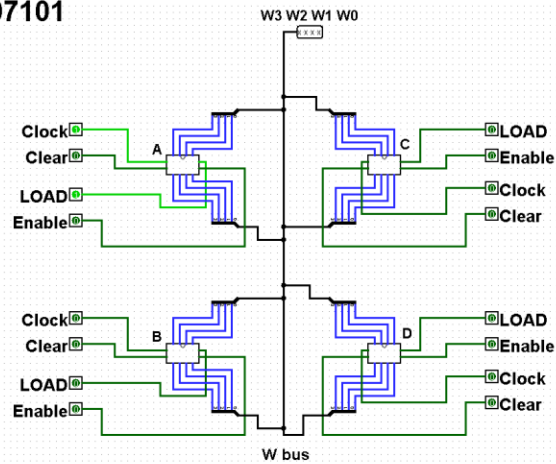 07101
W3 W2 W1 W0
x x x x
Clock
Clear
LOAD
Enable
A
C
LOAD
Enable
Clock
Clear
Clock
Clear
LOAD
Enable
B
D
LOAD
Enable
Clock
Clear
W bus